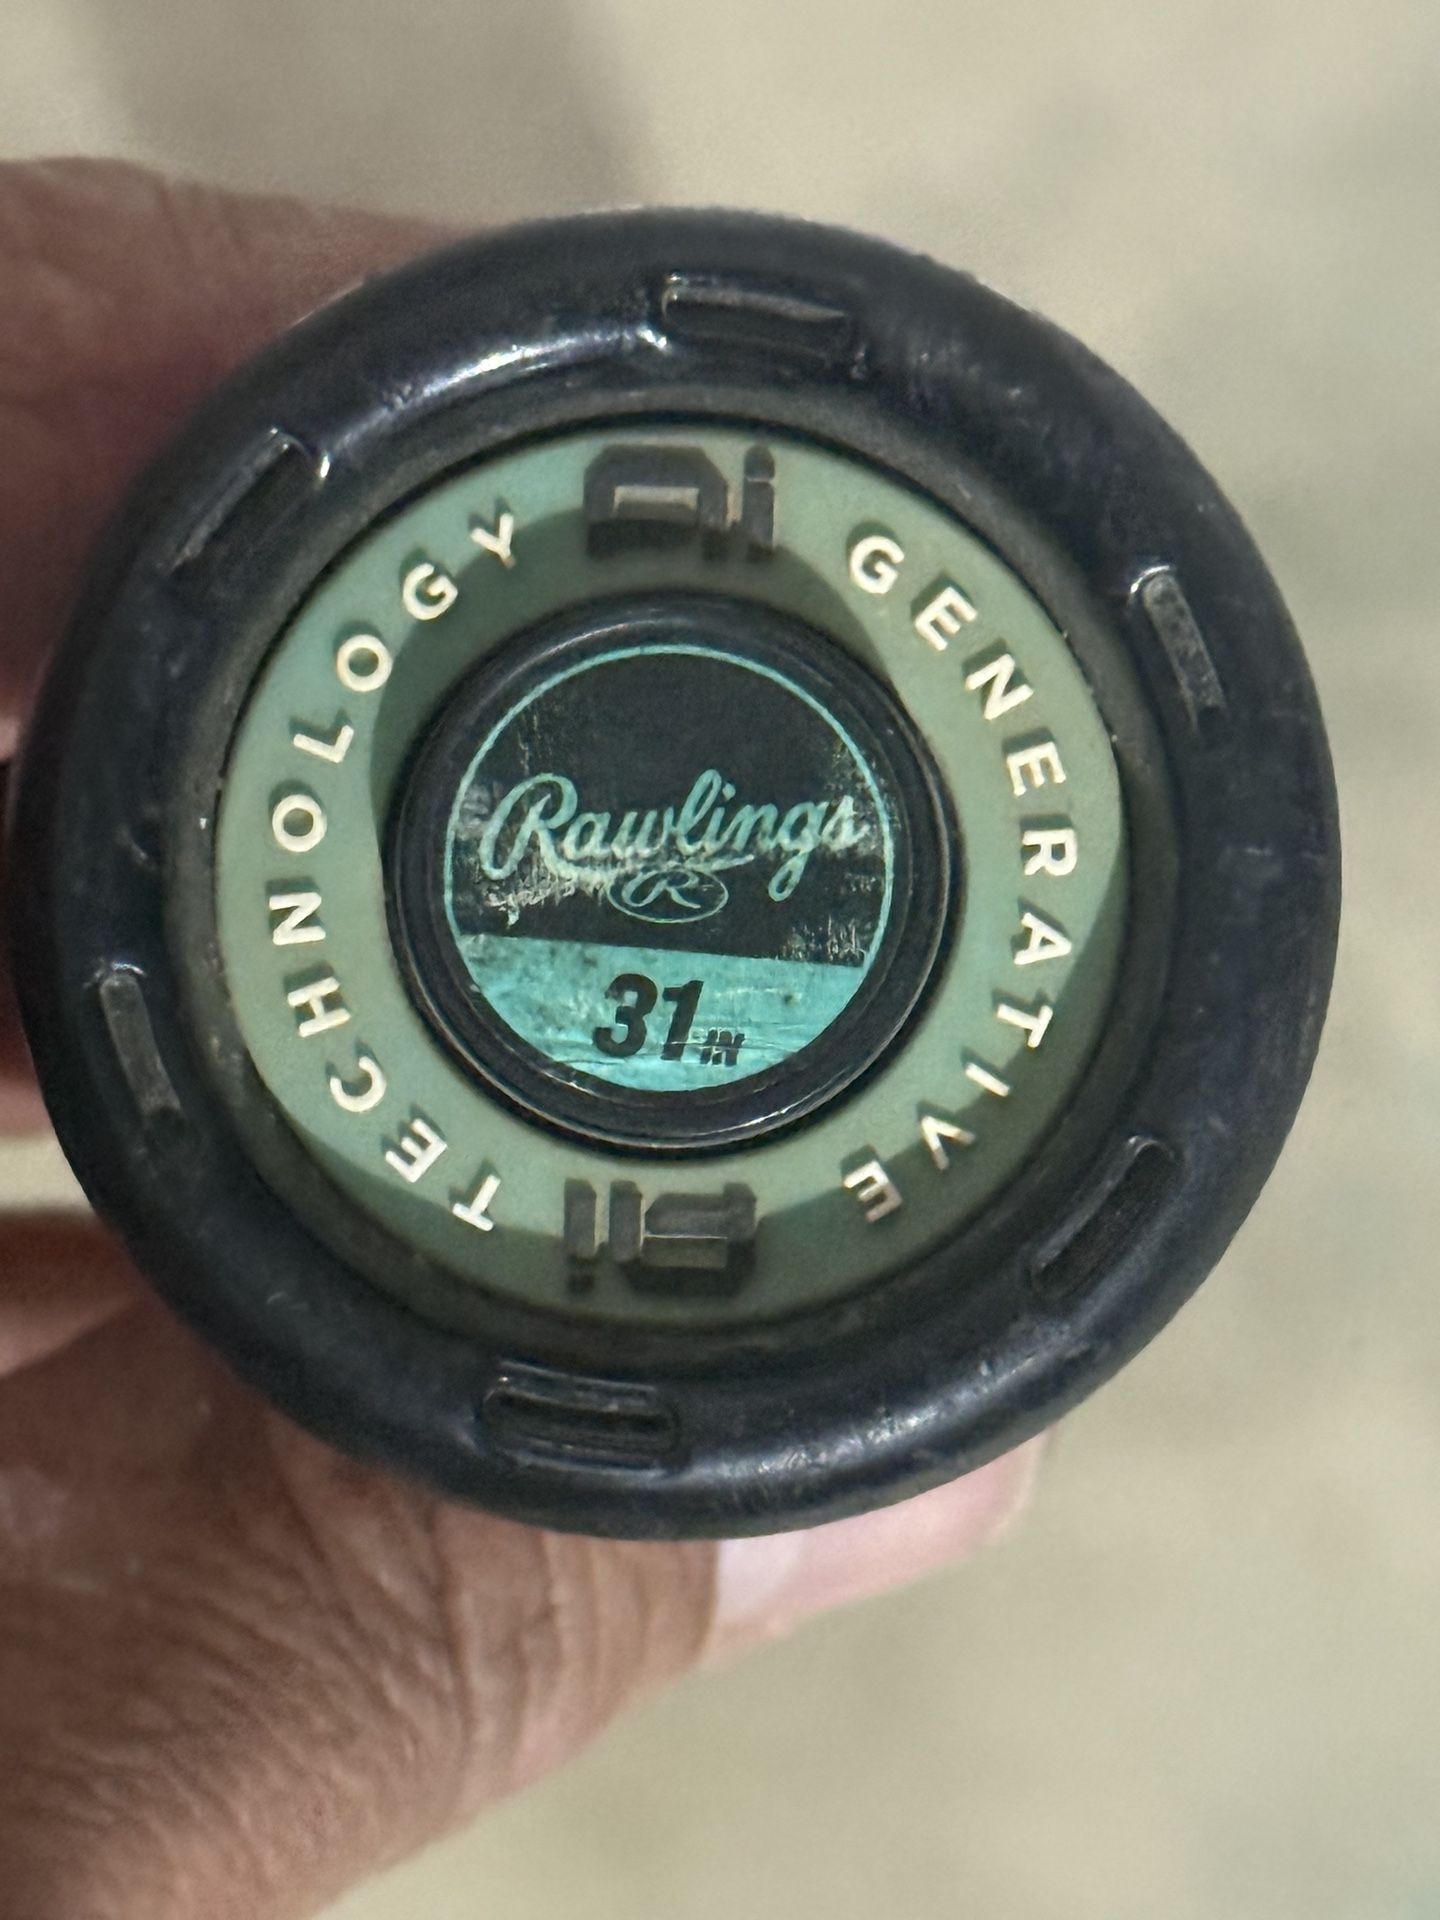 ai
GENERATIVE
ai
TECHNOLOGY
Rawlings
R
31 IN